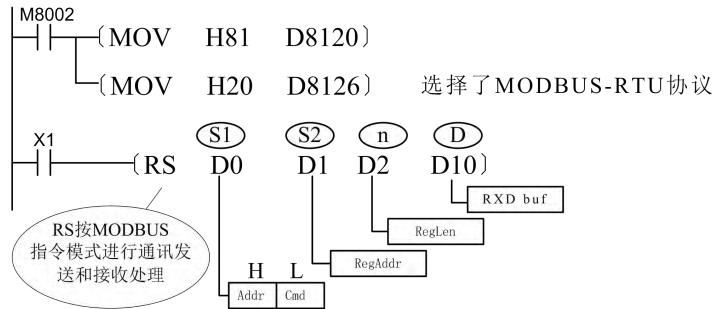 M8002
MOV H81 D8120
MOV H20 D8126 选择了MODBUS-RTU协议
S1 S2 n D
X1
RS D0 D1 D2 D10
RXD buf
RegLen
RegAddr
RS按MODBUS
指令模式进行通讯发
送和接收处理
H L
Addr Cmd